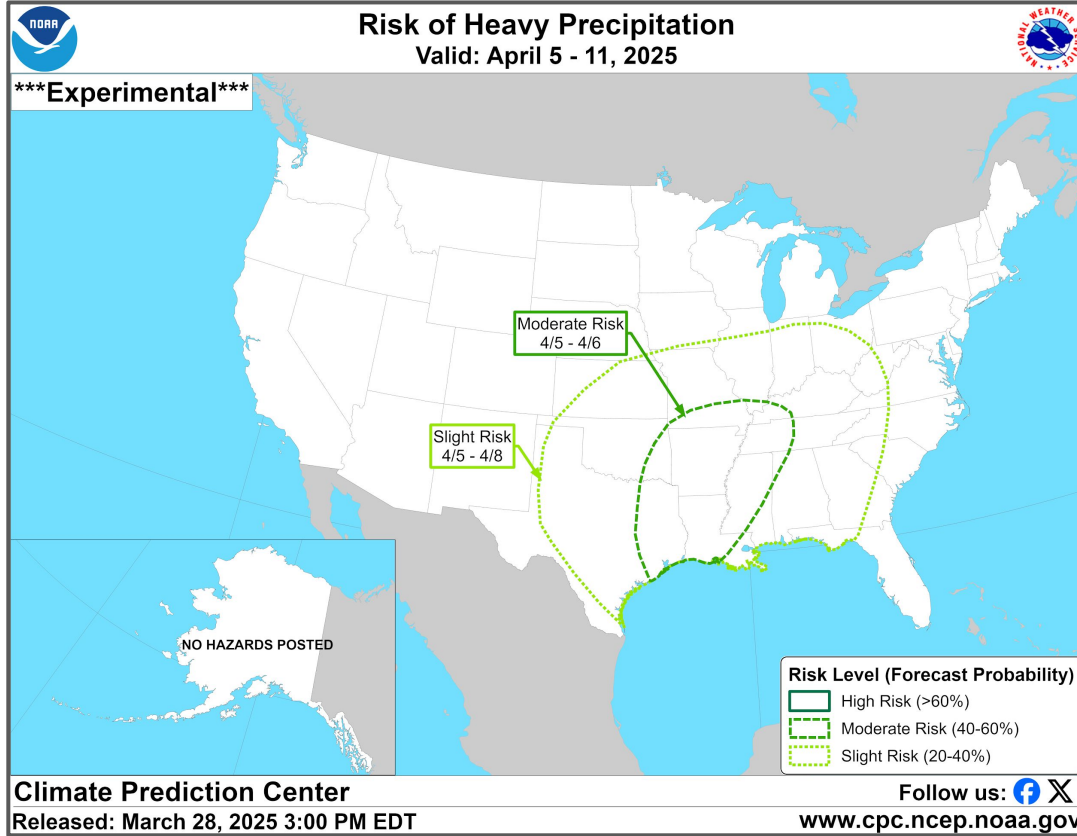 NOAA
Risk of Heavy Precipitation
Valid: April 5 - 11, 2025
NATIONAL WEATHER SERVICE
***Experimental***
Moderate Risk
4/5 - 4/6
Slight Risk
4/5 - 4/8
NO HAZARDS POSTED
Risk Level (Forecast Probability)
High Risk (>60%)
Moderate Risk (40-60%)
Slight Risk (20-40%)
Climate Prediction Center
Follow us:
Released: March 28, 2025 3:00 PM EDT
www.cpc.ncep.noaa.gov